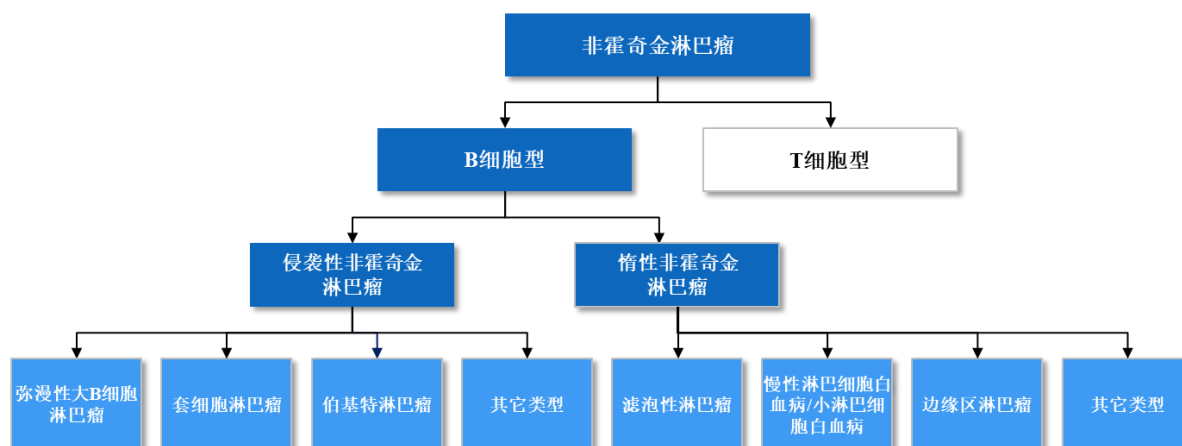 非霍奇金淋巴瘤
B细胞型
T细胞型
侵袭性非霍奇金
淋巴瘤
惰性非霍奇金
淋巴瘤
弥漫性大B细胞
淋巴瘤
套细胞淋巴瘤
伯基特淋巴瘤
其它类型
滤泡性淋巴瘤
慢性淋巴细胞白
血病/小淋巴细
胞白血病
边缘区淋巴瘤
其它类型